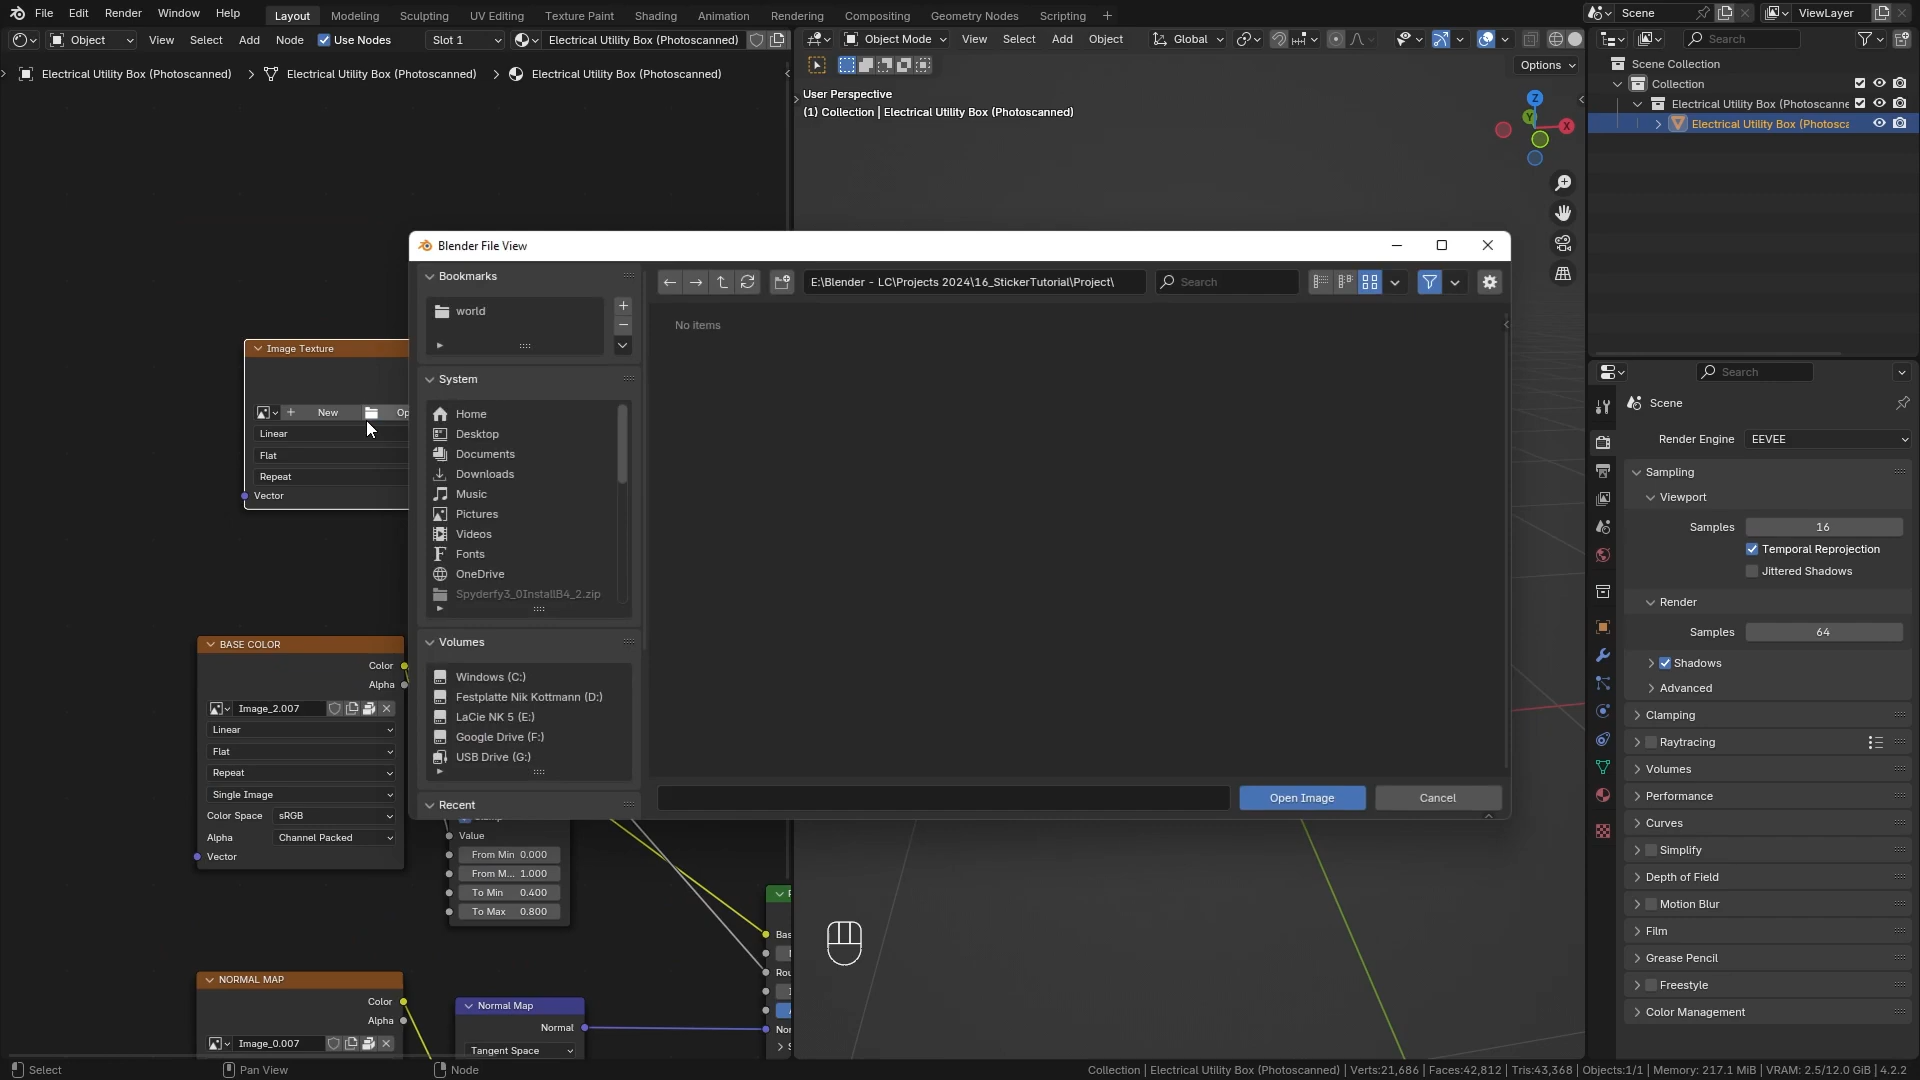 File Edit Render Window Help Layout Modeling Sculpting UV Editing Texture Paint Shading Animation Rendering Compositing Geometry Nodes Scripting Scene ViewLayer
Object View Select Add Node Use Nodes Slot 1 Electrical Utility Box (Photoscanned)
Object Mode View Select Add Object Global
Search
Electrical Utility Box (Photoscanned) Electrical Utility Box (Photoscanned) Electrical Utility Box (Photoscanned)
Options
User Perspective
(1) Collection | Electrical Utility Box (Photoscanned)
Z
Y
X
Scene Collection
Collection
Electrical Utility Box (Photoscanne
Electrical Utility Box (Photosca
Blender File View
Bookmarks
world
E:\Blender - LC\Projects 2024\16_StickerTutorial\Project\
Search
No items
System
Home
Desktop
Documents
Downloads
Music
Pictures
Videos
Fonts
OneDrive
Spyderfy3_0InstallB4_2.zip
Volumes
Windows (C:)
Festplatte Nik Kottmann (D:)
LaCie NK 5 (E:)
Google Drive (F:)
USB Drive (G:)
Recent
Open Image
Cancel
Image Texture
New
Op
Linear
Flat
Repeat
Vector
BASE COLOR
Color
Alpha
Image_2.007
Linear
Flat
Repeat
Single Image
Color Space sRGB
Alpha Channel Packed
Vector
Value
From Min 0.000
From M... 1.000
To Min 0.400
To Max 0.800
Bas
Rou
Nor
NORMAL MAP
Color
Alpha
Image_0.007
Normal Map
Normal
Tangent Space
Search
Scene
Render Engine EEVEE
Sampling
Viewport
Samples 16
Temporal Reprojection
Jittered Shadows
Render
Samples 64
Shadows
Advanced
Clamping
Raytracing
Volumes
Performance
Curves
Simplify
Depth of Field
Motion Blur
Film
Grease Pencil
Freestyle
Color Management
Select Pan View Node Collection | Electrical Utility Box (Photoscanned) | Verts:21,686 | Faces:42,812 | Tris:43,368 | Objects:1/1 | Memory: 217.1 MiB | VRAM: 2.5/12.0 GiB | 4.2.2